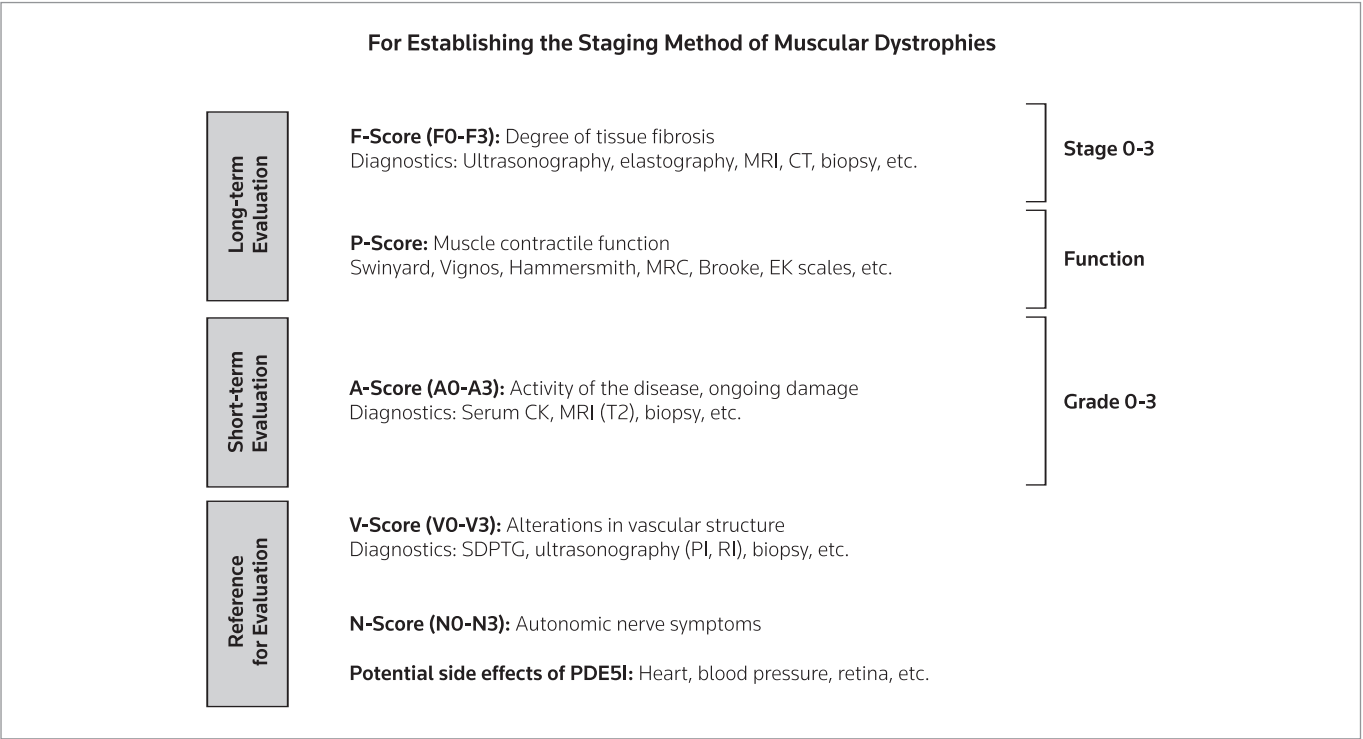 For Establishing the Staging Method of Muscular Dystrophies
Long-term
Evaluation
F-Score (F0-F3): Degree of tissue fibrosis
Diagnostics: Ultrasonography, elastography, MRI, CT, biopsy, etc.
Stage 0-3
P-Score: Muscle contractile function
Swinyard, Vignos, Hammersmith, MRC, Brooke, EK scales, etc.
Function
Short-term
Evaluation
A-Score (A0-A3): Activity of the disease, ongoing damage
Diagnostics: Serum CK, MRI (T2), biopsy, etc.
Grade 0-3
Reference
for Evaluation
V-Score (V0-V3): Alterations in vascular structure
Diagnostics: SDPTG, ultrasonography (PI, RI), biopsy, etc.
N-Score (N0-N3): Autonomic nerve symptoms
Potential side effects of PDE5I: Heart, blood pressure, retina, etc.